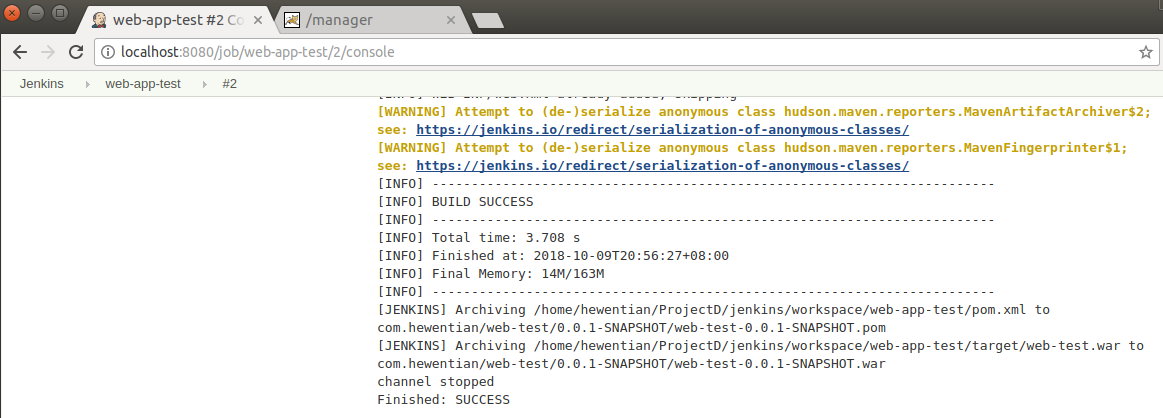 web-app-test #2 Co
/manager
localhost:8080/job/web-app-test/2/console
Jenkins
web-app-test
#2
[WARNING] Attempt to (de-)serialize anonymous class hudson.maven.reporters.MavenArtifactArchiver$2;
see: https://jenkins.io/redirect/serialization-of-anonymous-classes/
[WARNING] Attempt to (de-)serialize anonymous class hudson.maven.reporters.MavenFingerprinter$1;
see: https://jenkins.io/redirect/serialization-of-anonymous-classes/
[INFO] ------------------------------------------------------------------------
[INFO] BUILD SUCCESS
[INFO] ------------------------------------------------------------------------
[INFO] Total time: 3.708 s
[INFO] Finished at: 2018-10-09T20:56:27+08:00
[INFO] Final Memory: 14M/163M
[INFO] ------------------------------------------------------------------------
[JENKINS] Archiving /home/hewentian/ProjectD/jenkins/workspace/web-app-test/pom.xml to
com.hewentian/web-test/0.0.1-SNAPSHOT/web-test-0.0.1-SNAPSHOT.pom
[JENKINS] Archiving /home/hewentian/ProjectD/jenkins/workspace/web-app-test/target/web-test.war to
com.hewentian/web-test/0.0.1-SNAPSHOT/web-test-0.0.1-SNAPSHOT.war
channel stopped
Finished: SUCCESS